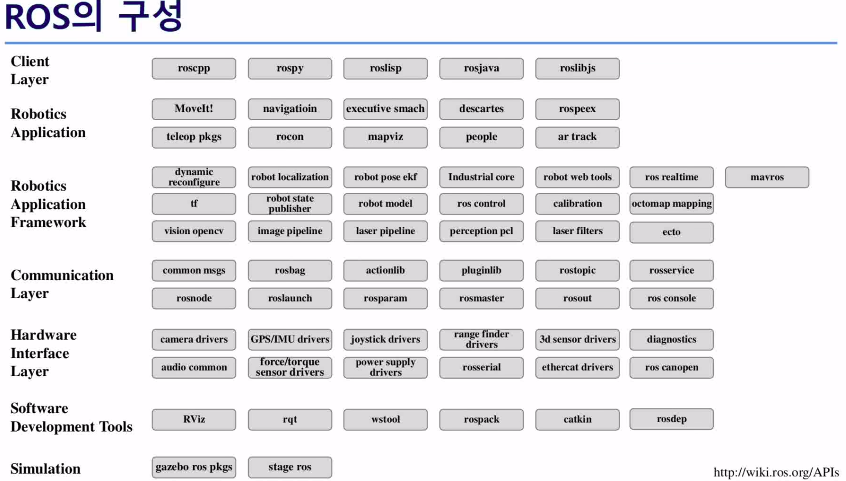 ROS의 구성
Client
Layer
roscpp
rospy
roslisp
rosjava
roslibjs
Robotics
Application
MoveIt!
navigatioin
executive smach
descartes
rospeex
teleop pkgs
rocon
mapviz
people
ar track
Robotics
Application
Framework
dynamic
reconfigure
robot localization
robot pose ekf
Industrial core
robot web tools
ros realtime
mavros
tf
robot state
publisher
robot model
ros control
calibration
octomap mapping
vision opencv
image pipeline
laser pipeline
perception pcl
laser filters
ecto
Communication
Layer
common msgs
rosbag
actionlib
pluginlib
rostopic
rosservice
rosnode
roslaunch
rosparam
rosmaster
rosout
ros console
Hardware
Interface
Layer
camera drivers
GPS/IMU drivers
joystick drivers
range finder
drivers
3d sensor drivers
diagnostics
audio common
force/torque
sensor drivers
power supply
drivers
rosserial
ethercat drivers
ros canopen
Software
Development Tools
RViz
rqt
wstool
rospack
catkin
rosdep
Simulation
gazebo ros pkgs
stage ros
http://wiki.ros.org/APIs